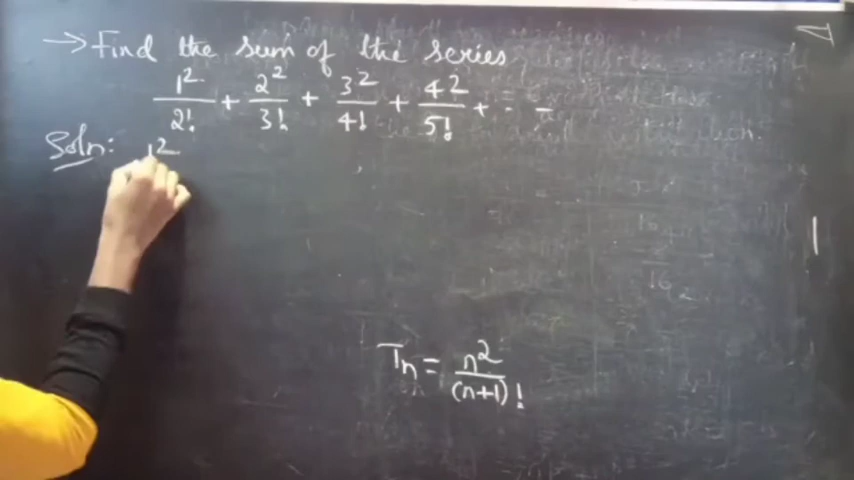 → Find the sum of the series
1²/2! + 2²/3! + 3²/4! + 4²/5! + - - -
Soln: 1²
Tn = n²/(n+1)!